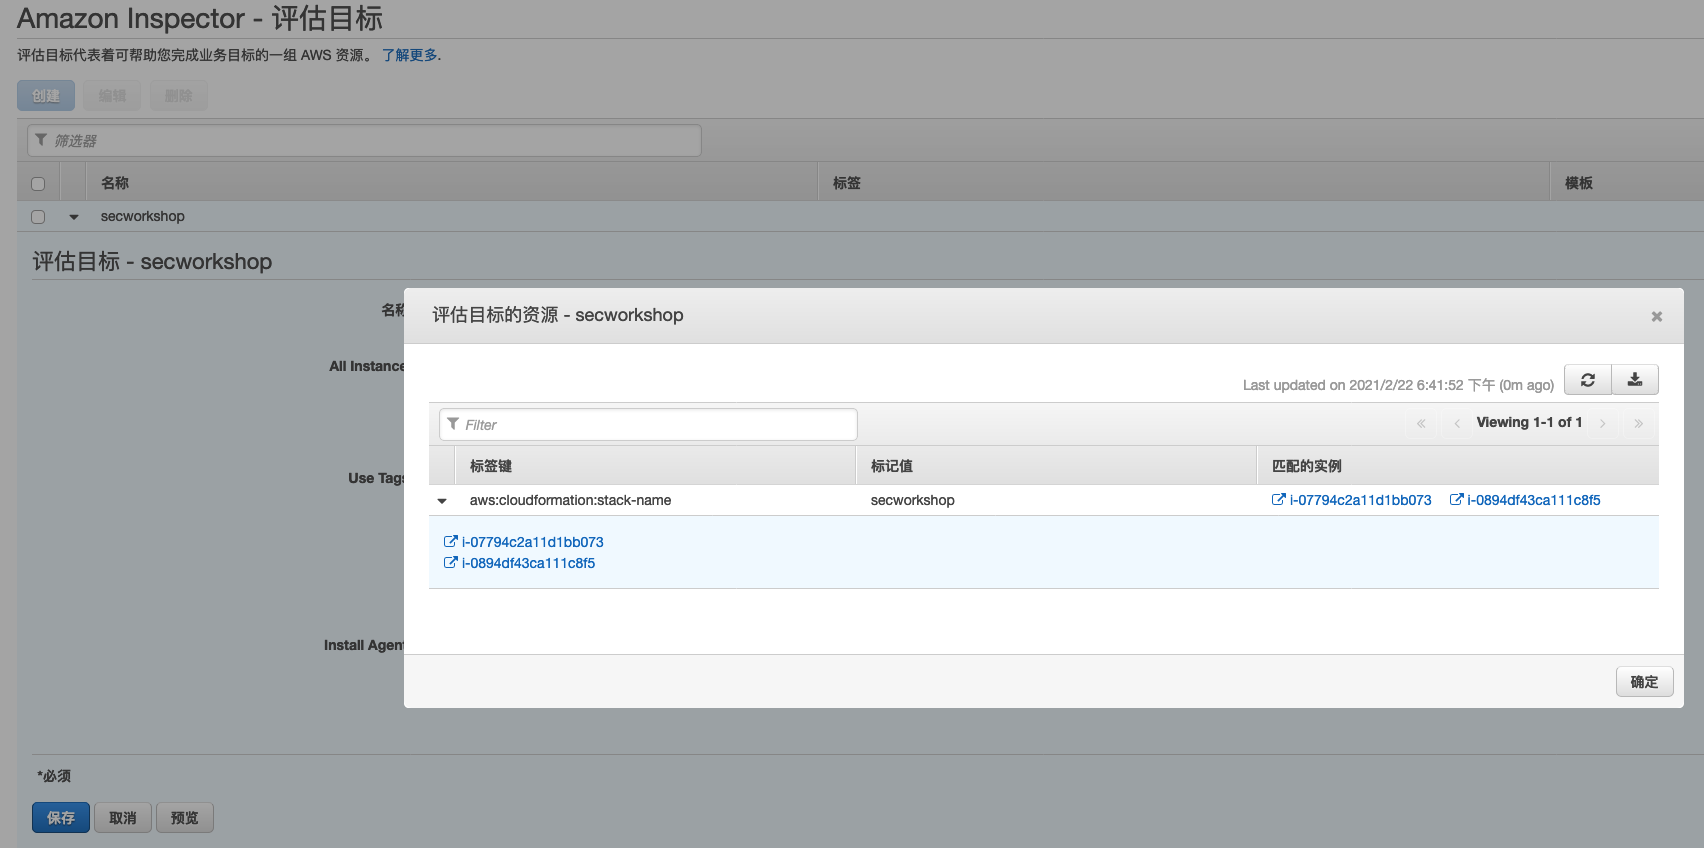 Amazon Inspector - 评估目标
评估目标代表着可帮助您完成业务目标的一组 AWS 资源。 了解更多.
创建 编辑 删除
筛选器
名称 标签 模板
secworkshop
评估目标 - secworkshop
名称
All Instance
Use Tags
Install Agent
评估目标的资源 - secworkshop
Last updated on 2021/2/22 6:41:52 下午 (0m ago)
Filter
Viewing 1-1 of 1
标签键 标记值 匹配的实例
aws:cloudformation:stack-name secworkshop i-07794c2a11d1bb073 i-0894df43ca111c8f5
i-07794c2a11d1bb073
i-0894df43ca111c8f5
确定
*必须
保存 取消 预览